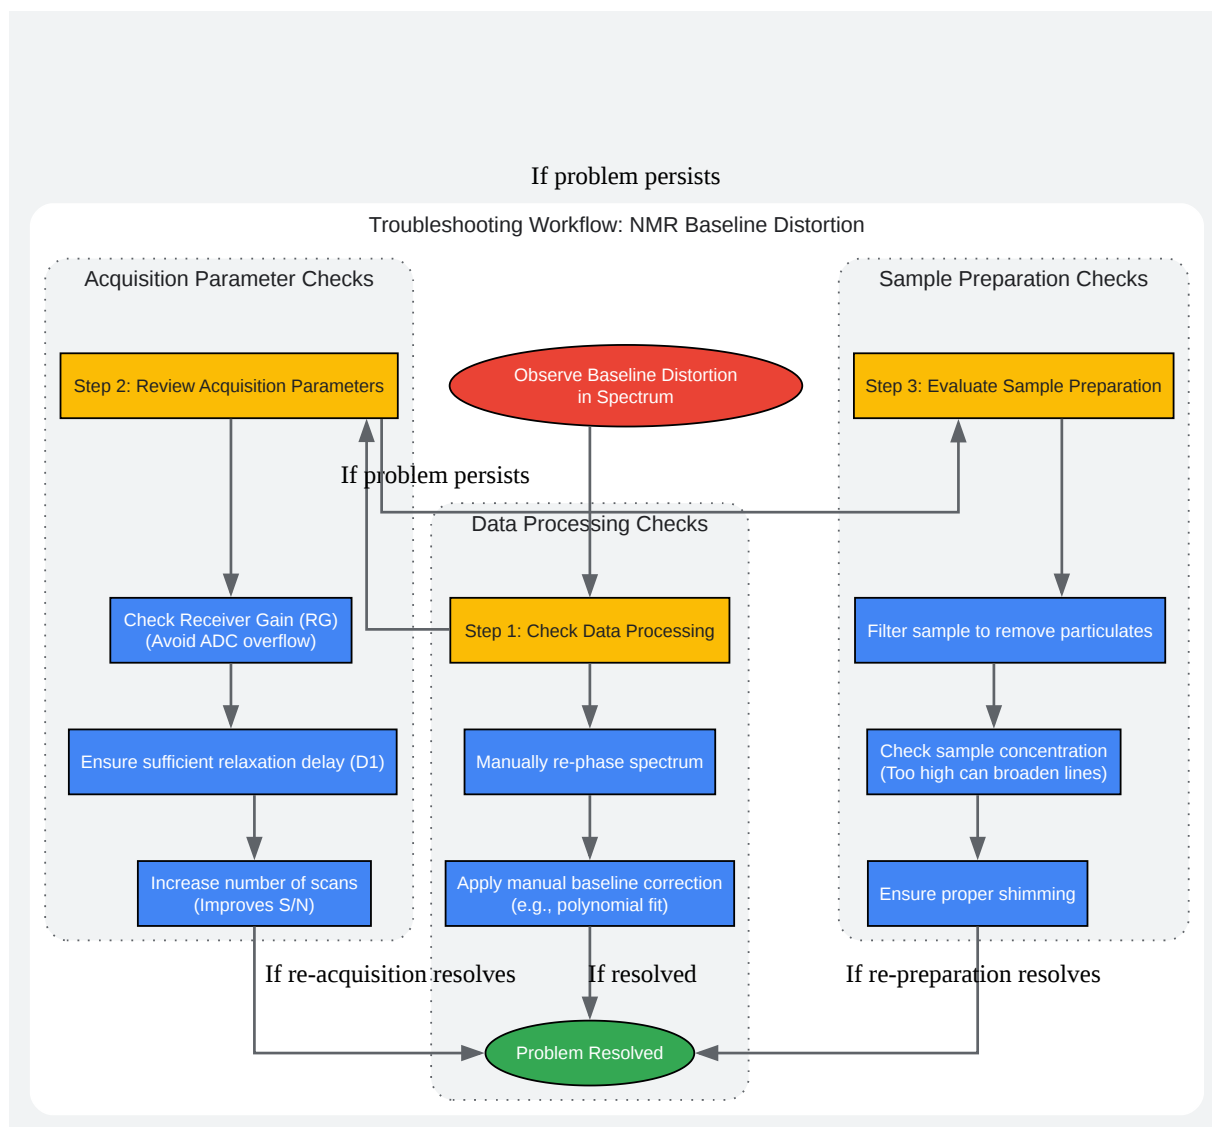 If problem persists
Troubleshooting Workflow: NMR Baseline Distortion
Acquisition Parameter Checks
Step 2: Review Acquisition Parameters
Check Receiver Gain (RG)
(Avoid ADC overflow)
Ensure sufficient relaxation delay (D1)
Increase number of scans
(Improves S/N)
If re-acquisition resolves
Observe Baseline Distortion
in Spectrum
If problem persists
Data Processing Checks
Step 1: Check Data Processing
Manually re-phase spectrum
Apply manual baseline correction
(e.g., polynomial fit)
If resolved
Problem Resolved
Sample Preparation Checks
Step 3: Evaluate Sample Preparation
Filter sample to remove particulates
Check sample concentration
(Too high can broaden lines)
Ensure proper shimming
If re-preparation resolves